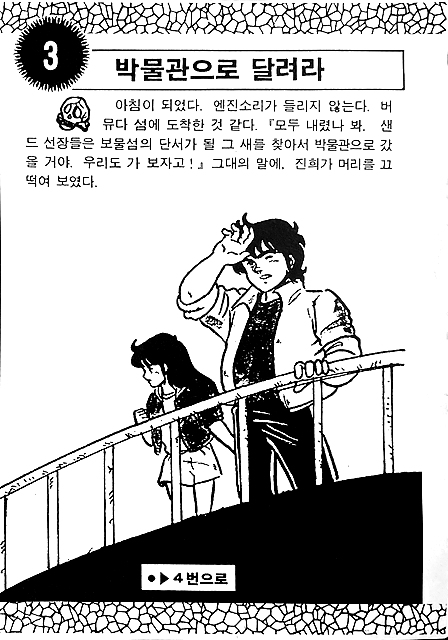 3
박물관으로 달려라
아침이 되었다. 엔진소리가 들리지 않는다. 버
뮤다 섬에 도착한 것 같다. 『모두 내렸나 봐. 샌
드 선장들은 보물섬의 단서가 될 그 새를 찾아서 박물관으로 갔
을 거야. 우리도 가 보자고!』 그대의 말에, 진희가 머리를 끄
떡여 보였다.
●▶4번으로